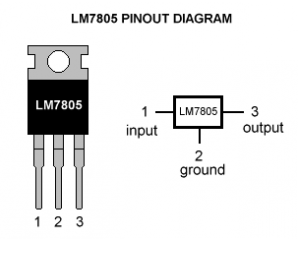 LM7805 PINOUT DIAGRAM
LM7805
1 2 3
1
input
LM7805
3
output
2
ground